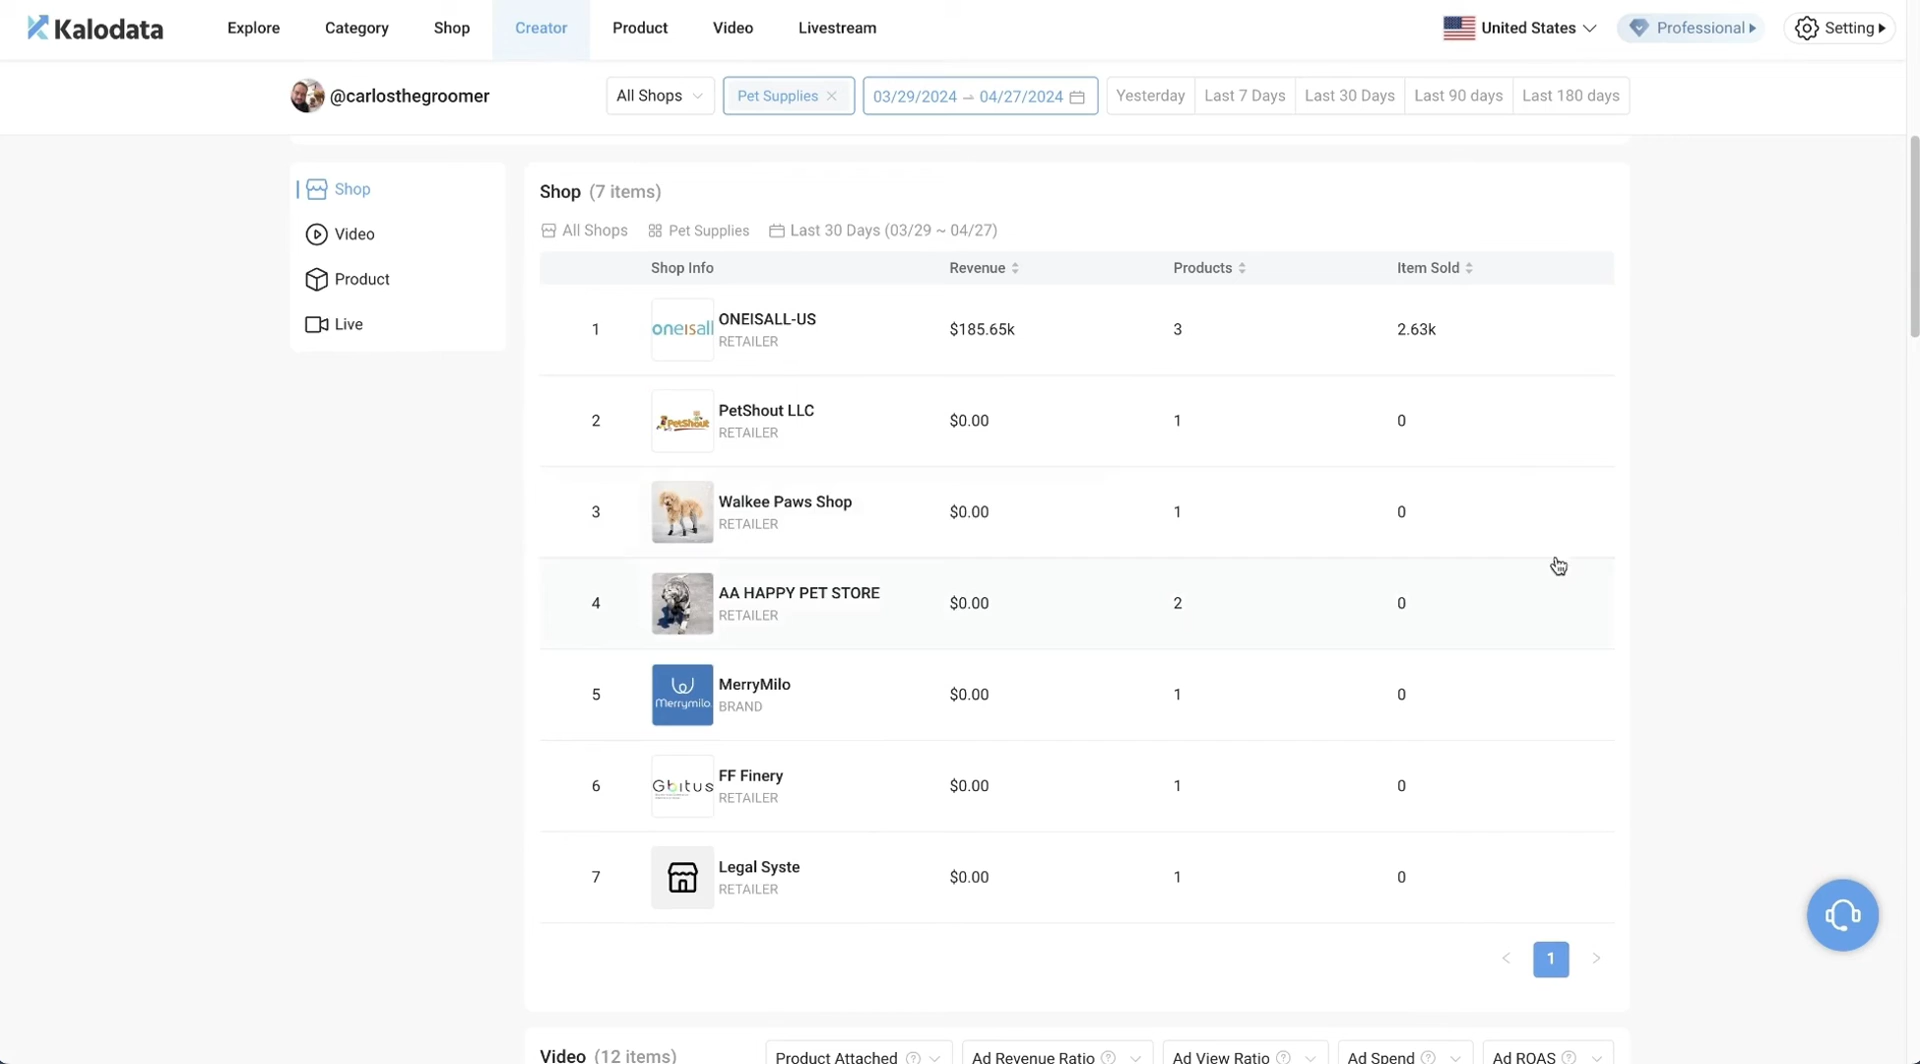 Kalodata
Explore Category Shop Creator Product Video Livestream
United States Professional Setting
@carlosthegroomer
All Shops Pet Supplies 03/29/2024 → 04/27/2024 Yesterday Last 7 Days Last 30 Days Last 90 days Last 180 days
Shop
Video
Product
Live
Shop (7 items)
All Shops Pet Supplies Last 30 Days (03/29 ~ 04/27)
Shop Info Revenue Products Item Sold
1 oneisall ONEISALL-US RETAILER $185.65k 3 2.63k
2 PetShout PetShout LLC RETAILER $0.00 1 0
3 Walkee Paws Shop RETAILER $0.00 1 0
4 AA HAPPY PET STORE RETAILER $0.00 2 0
5 Merrymilo MerryMilo BRAND $0.00 1 0
6 Gbitus FF Finery RETAILER $0.00 1 0
7 Legal Syste RETAILER $0.00 1 0
< 1 >
Video (12 items) Product Attached Ad Revenue Ratio Ad View Ratio Ad Spend Ad ROAS